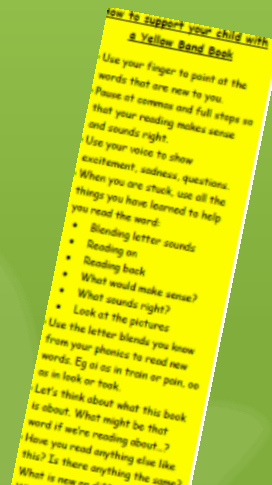 How to support your child with
a Yellow Band Book
Use your finger to point at the
words that are new to you.
Pause at commas and full stops so
that your reading makes sense
and sounds right.
Use your voice to show
excitement, sadness, questions.
When you are stuck, use all the
things you have learned to help
you read the word:
• Blending letter sounds
• Reading on
• Reading back
• What would make sense?
• What sounds right?
• Look at the pictures
Use the letter blends you know
from your phonics to read new
words. Eg ai as in train or pain, oo
as in look or took.
Let's think about what this book
is about. What might be that
word if we're reading about...?
Have you read anything else like
this? Is there anything the same?
What is new or